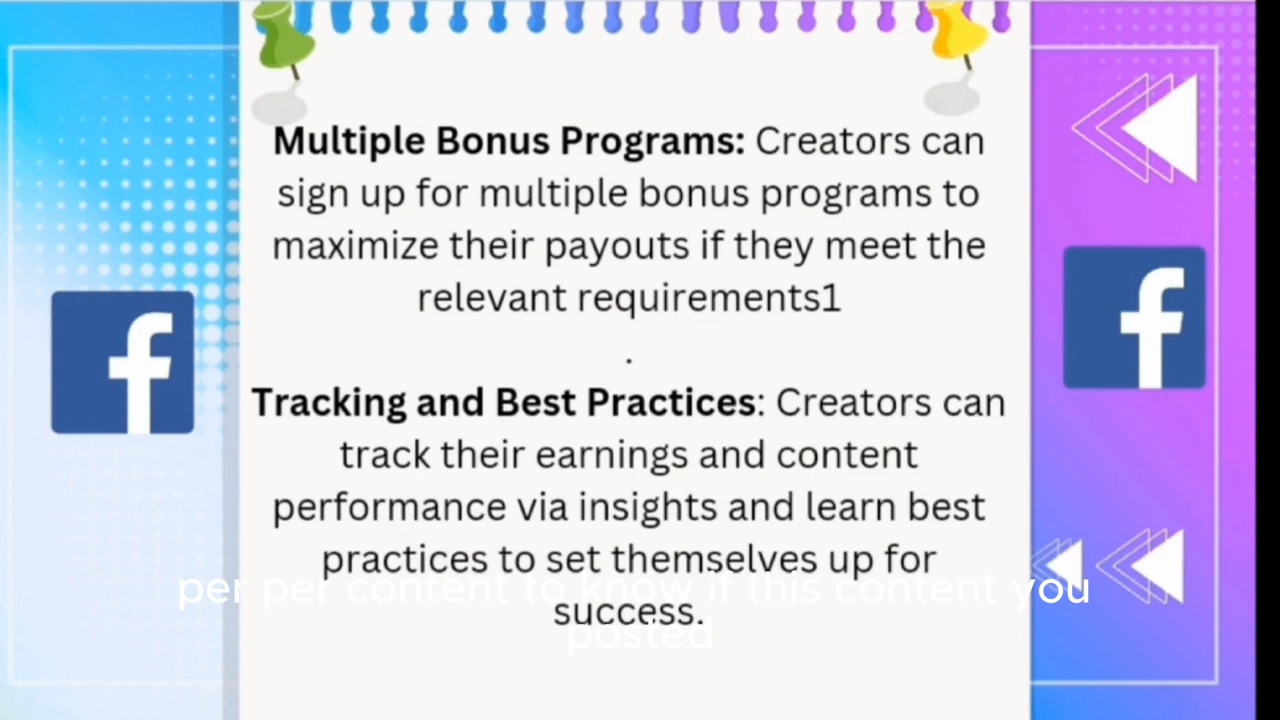 Multiple Bonus Programs: Creators can
sign up for multiple bonus programs to
maximize their payouts if they meet the
relevant requirements1
.
Tracking and Best Practices: Creators can
track their earnings and content
performance via insights and learn best
practices to set themselves up for
success.
per per content to know if this content you
posted